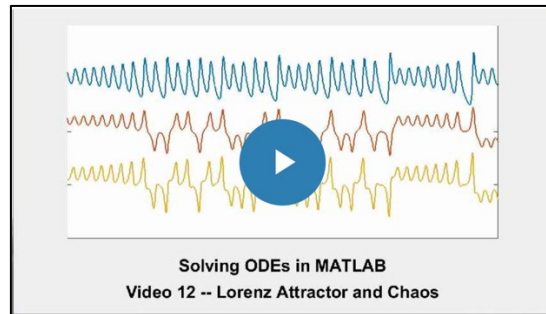 Solving ODEs in MATLAB
Video 12 -- Lorenz Attractor and Chaos